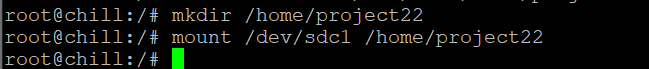 root@chill:/# mkdir /home/project22
root@chill:/# mount /dev/sdc1 /home/project22
root@chill:/#